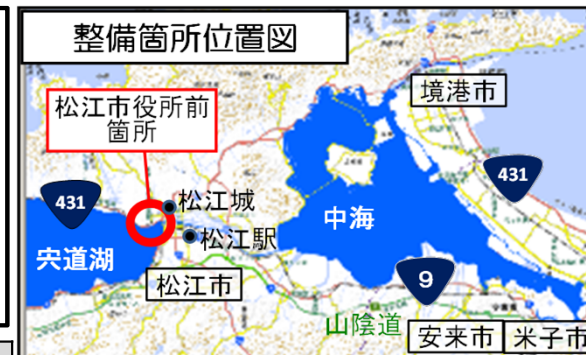 整備箇所位置図
境港市
松江市役所前
箇所
431
431
松江城
中海
松江駅
宍道湖
9
松江市
山陰道
安来市
米子市